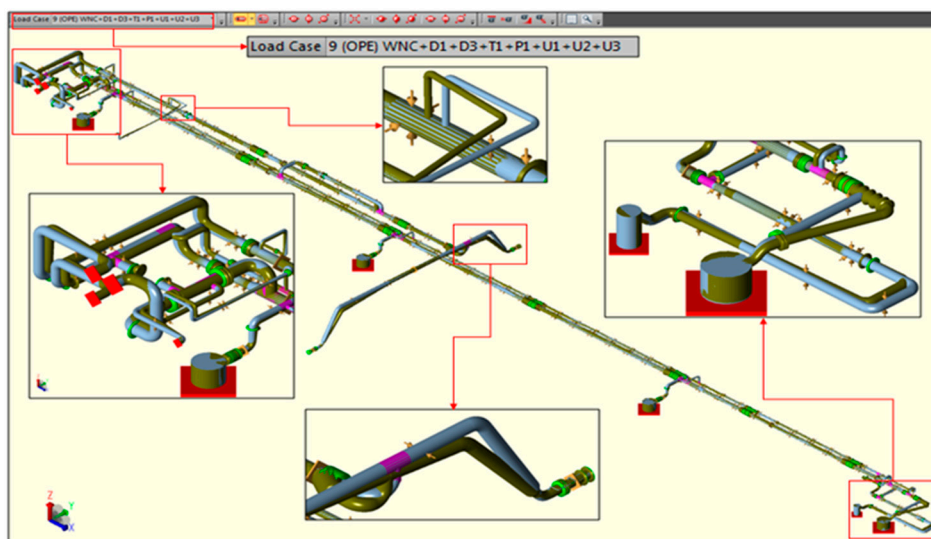 Load Case 9 (OPE) WNC+D1+D3+T1+P1+U1+U2+U3
Load Case 9 (OPE) WNC+D1+D3+T1+P1+U1+U2+U3
Z
Y
X